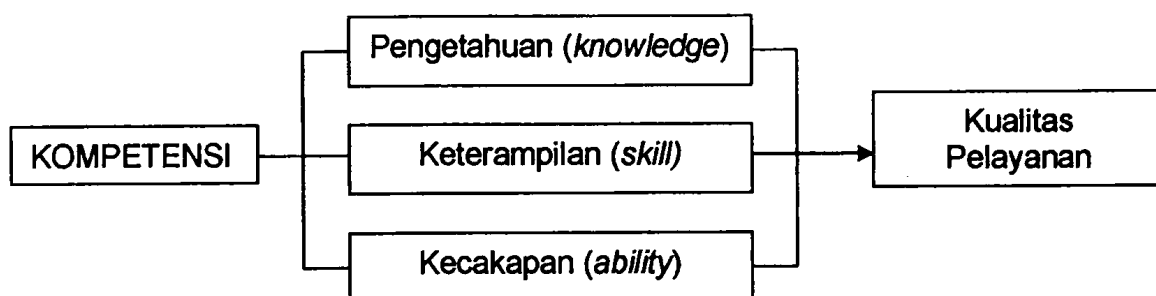 Pengetahuan (knowledge)
KOMPETENSI
Keterampilan (skill)
Kecakapan (ability)
Kualitas
Pelayanan